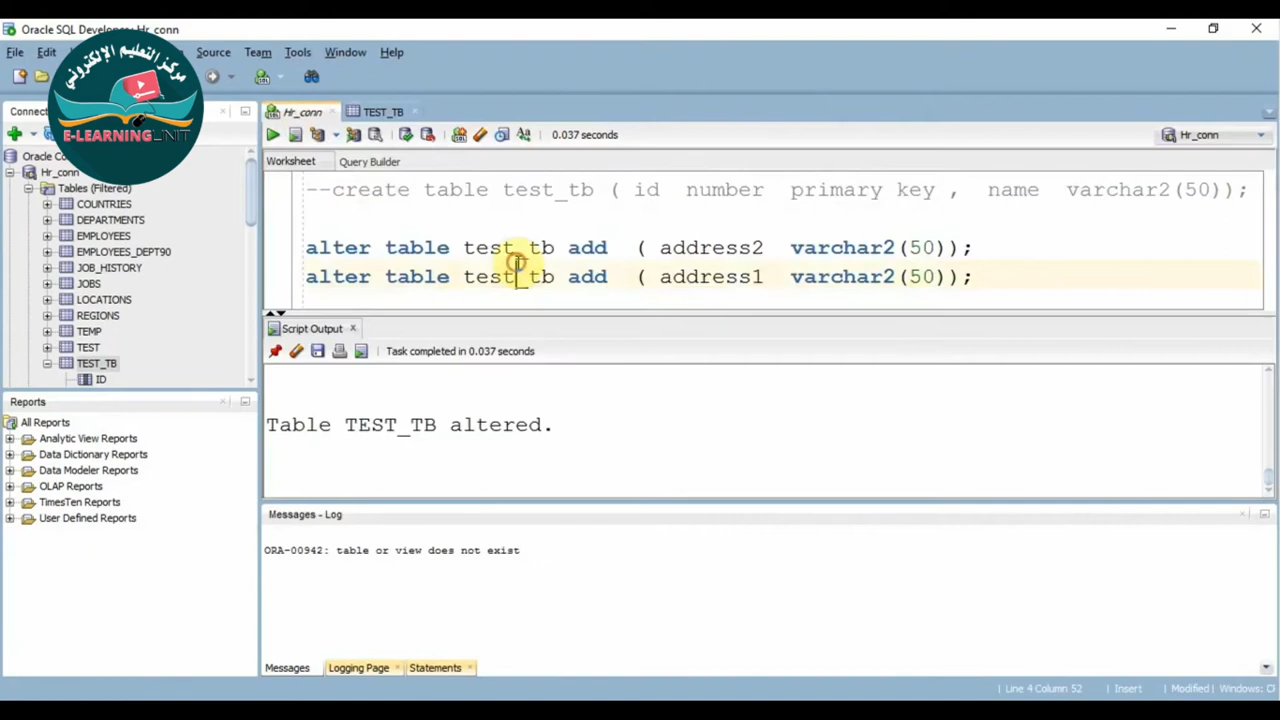 Oracle SQL Developer: Hr_conn
مركز التعليم الإلكتروني
E-LEARNING UNIT
File Edit Source Team Tools Window Help
Connect
Hr_conn
TEST_TB
0.037 seconds
Hr_conn
Worksheet Query Builder
Oracle Co
Hr_conn
Tables (Filtered)
COUNTRIES
DEPARTMENTS
EMPLOYEES
EMPLOYEES_DEPT90
JOB_HISTORY
JOBS
LOCATIONS
REGIONS
TEMP
TEST
TEST_TB
ID
--create table test_tb ( id number primary key , name varchar2(50));
alter table test_tb add ( address2 varchar2(50));
alter table test_tb add ( address1 varchar2(50));
Script Output
Task completed in 0.037 seconds
Table TEST_TB altered.
Reports
All Reports
Analytic View Reports
Data Dictionary Reports
Data Modeler Reports
OLAP Reports
TimesTen Reports
User Defined Reports
Messages - Log
ORA-00942: table or view does not exist
Messages Logging Page Statements
Line 4 Column 52 Insert Modified Windows: Cl